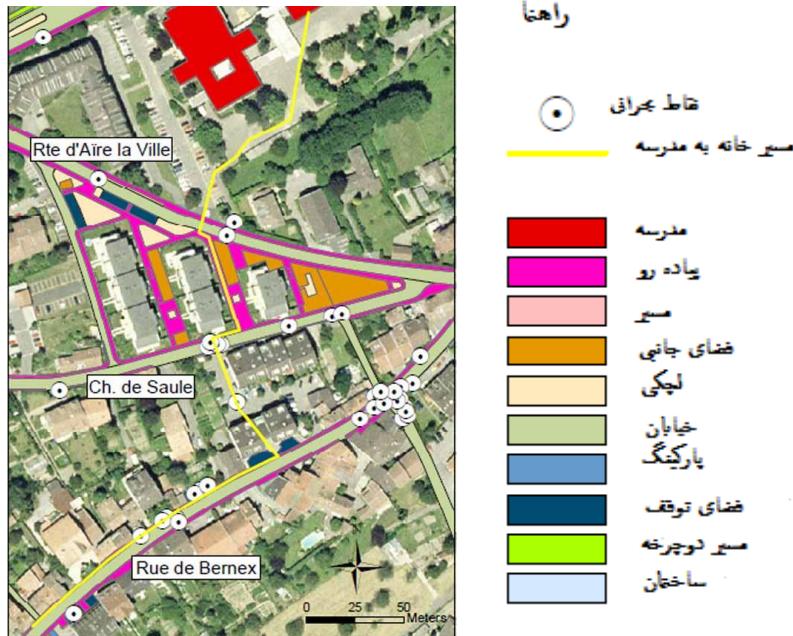 راهنما
نقاط بحرانی
مسیر خانه به مدرسه
مدرسه
پیاده رو
مسیر
فضای جانبی
لچکی
خیابان
پارکینگ
فضای توقف
مسیر دوچرخه
ساختمان
Rte d'Aïre la Ville
Ch. de Saule
Rue de Bernex
0 25 50
Meters